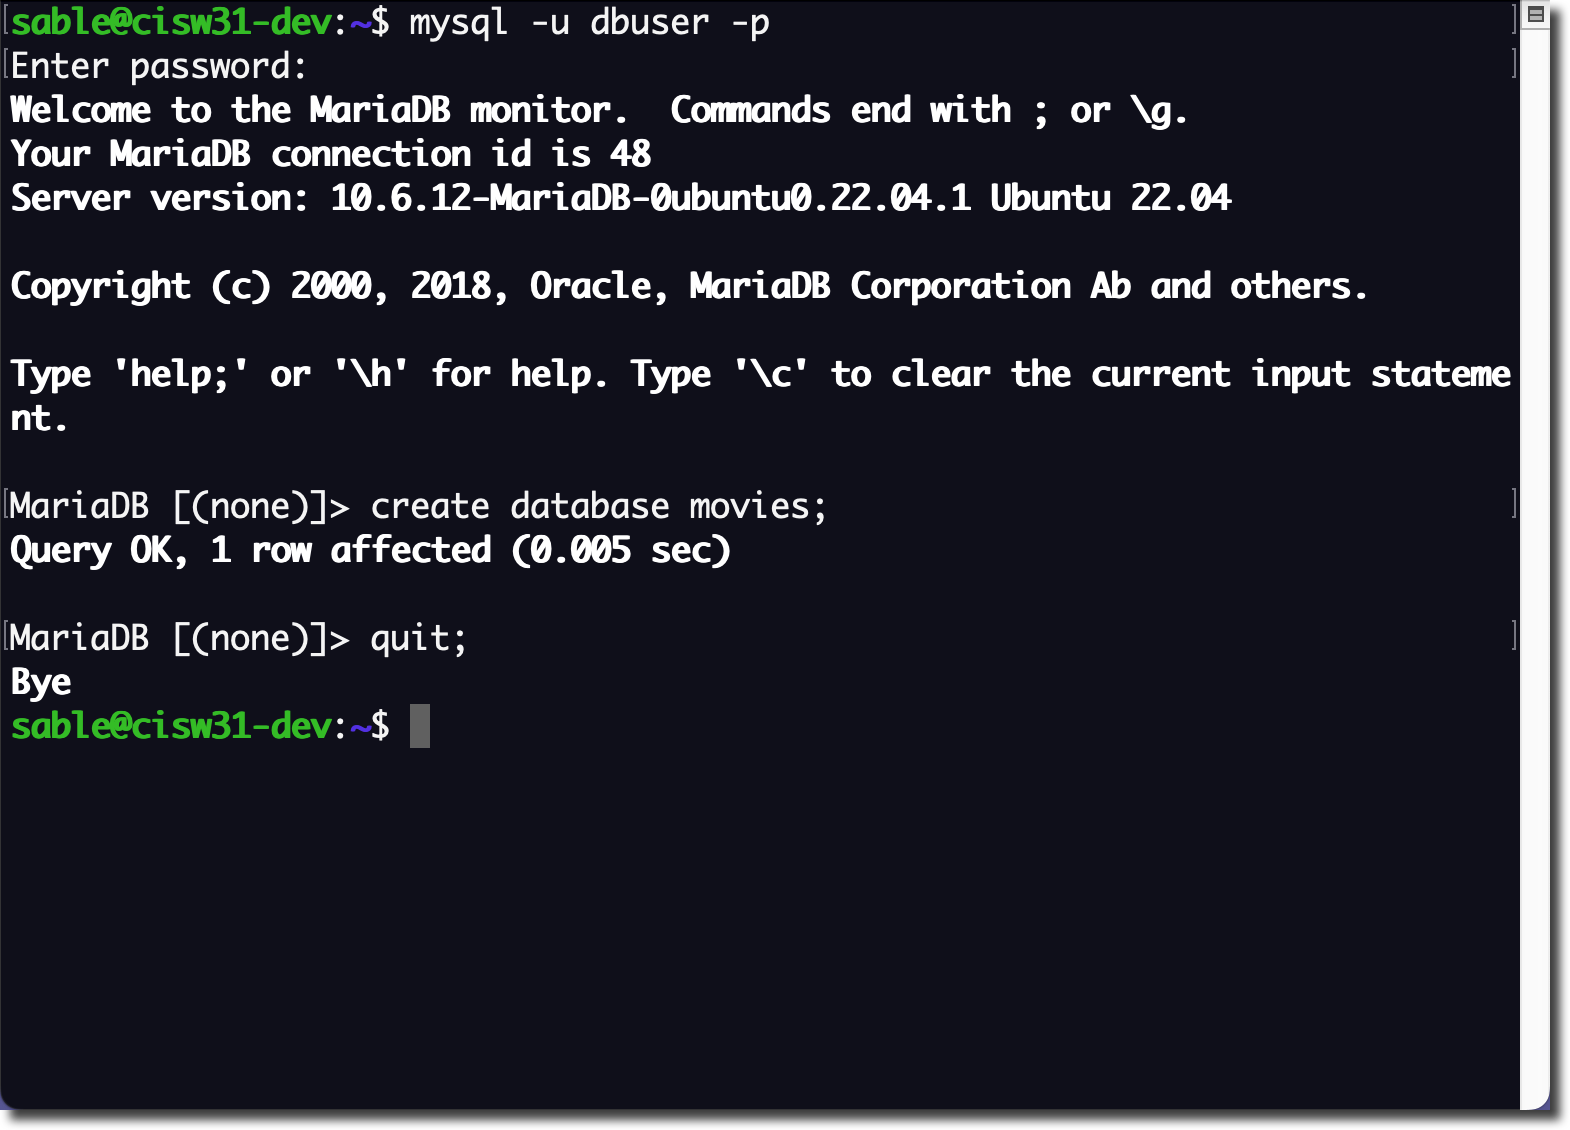 sable@cisw31-dev:~$ mysql -u dbuser -p
Enter password:
Welcome to the MariaDB monitor.  Commands end with ; or \g.
Your MariaDB connection id is 48
Server version: 10.6.12-MariaDB-0ubuntu0.22.04.1 Ubuntu 22.04
Copyright (c) 2000, 2018, Oracle, MariaDB Corporation Ab and others.
Type 'help;' or '\h' for help. Type '\c' to clear the current input stateme
nt.
MariaDB [(none)]> create database movies;
Query OK, 1 row affected (0.005 sec)
MariaDB [(none)]> quit;
Bye
sable@cisw31-dev:~$